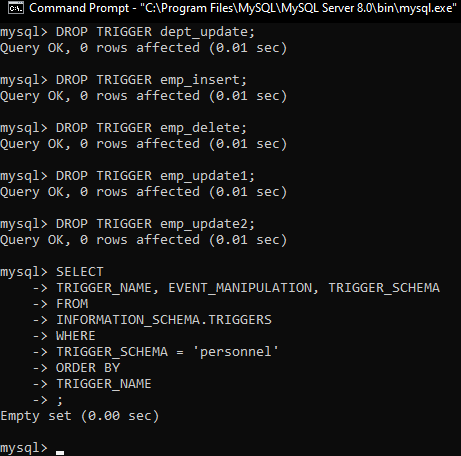 Command Prompt - "C:\Program Files\MySQL\MySQL Server 8.0\bin\mysql.exe"
mysql> DROP TRIGGER dept_update;
Query OK, 0 rows affected (0.01 sec)
mysql> DROP TRIGGER emp_insert;
Query OK, 0 rows affected (0.01 sec)
mysql> DROP TRIGGER emp_delete;
Query OK, 0 rows affected (0.01 sec)
mysql> DROP TRIGGER emp_update1;
Query OK, 0 rows affected (0.01 sec)
mysql> DROP TRIGGER emp_update2;
Query OK, 0 rows affected (0.01 sec)
mysql> SELECT
    -> TRIGGER_NAME, EVENT_MANIPULATION, TRIGGER_SCHEMA
    -> FROM
    -> INFORMATION_SCHEMA.TRIGGERS
    -> WHERE
    -> TRIGGER_SCHEMA = 'personnel'
    -> ORDER BY
    -> TRIGGER_NAME
    -> ;
Empty set (0.00 sec)
mysql>